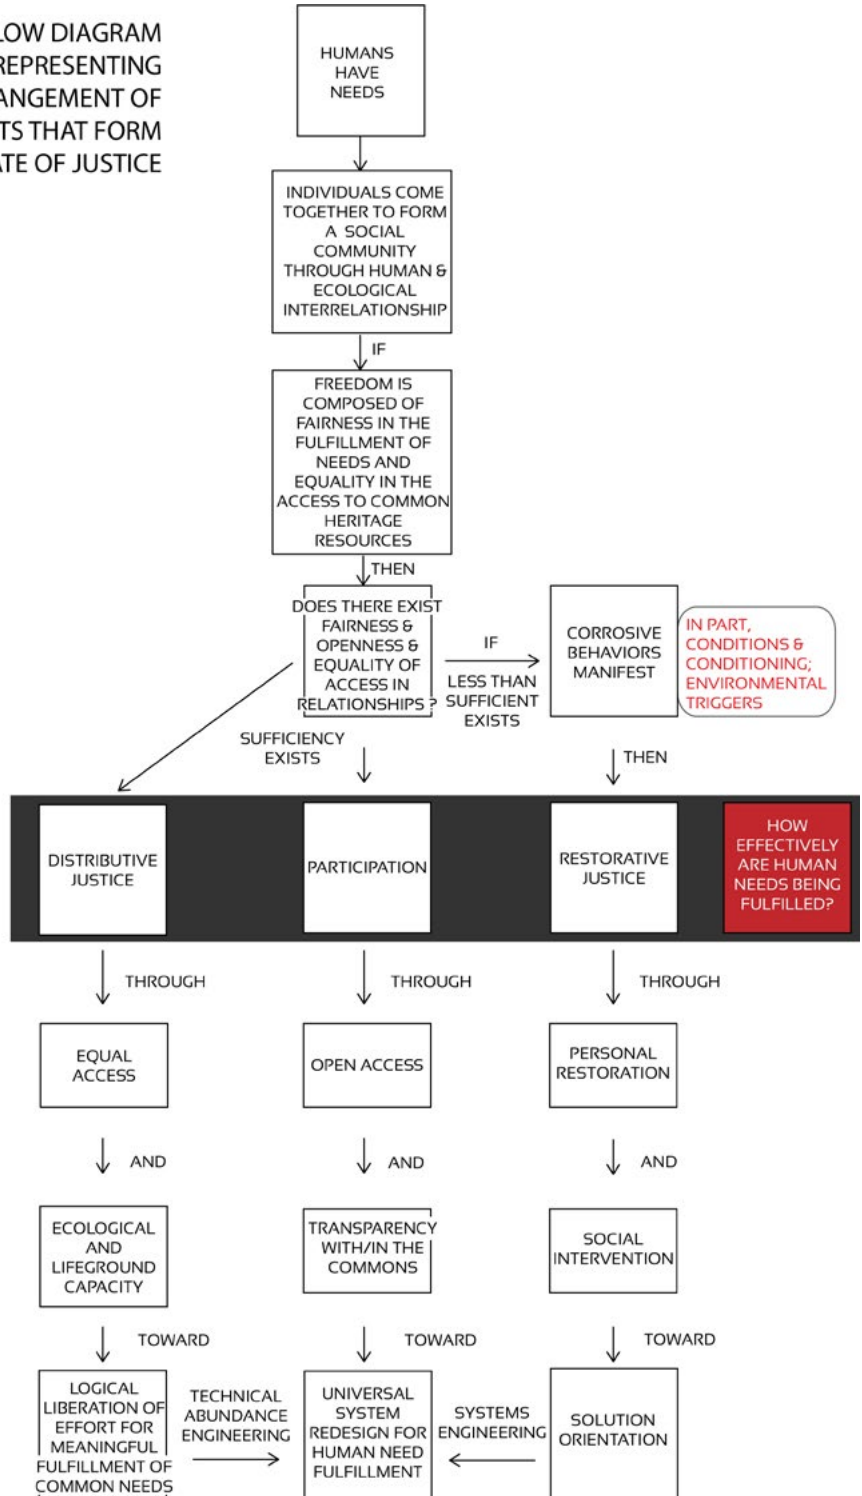 LOW DIAGRAM
REPRESENTING
ANGEMENT OF
TS THAT FORM
ATE OF JUSTICE
HUMANS
HAVE
NEEDS
INDIVIDUALS COME
TOGETHER TO FORM
A SOCIAL
COMMUNITY
THROUGH HUMAN &
ECOLOGICAL
INTERRELATIONSHIP
IF
FREEDOM IS
COMPOSED OF
FAIRNESS IN THE
FULFILLMENT OF
NEEDS AND
EQUALITY IN THE
ACCESS TO COMMON
HERITAGE
RESOURCES
THEN
DOES THERE EXIST
FAIRNESS &
OPENNESS &
EQUALITY OF
ACCESS IN
RELATIONSHIPS ?
IF
LESS THAN
SUFFICIENT
EXISTS
CORROSIVE
BEHAVIORS
MANIFEST
IN PART,
CONDITIONS &
CONDITIONING;
ENVIRONMENTAL
TRIGGERS
SUFFICIENCY
EXISTS
THEN
DISTRIBUTIVE
JUSTICE
PARTICIPATION
RESTORATIVE
JUSTICE
HOW
EFFECTIVELY
ARE HUMAN
NEEDS BEING
FULFILLED?
THROUGH
THROUGH
THROUGH
EQUAL
ACCESS
OPEN ACCESS
PERSONAL
RESTORATION
AND
AND
AND
ECOLOGICAL
AND
LIFEGROUND
CAPACITY
TRANSPARENCY
WITH/IN THE
COMMONS
SOCIAL
INTERVENTION
TOWARD
TOWARD
TOWARD
LOGICAL
LIBERATION OF
EFFORT FOR
MEANINGFUL
FULFILLMENT OF
COMMON NEEDS
TECHNICAL
ABUNDANCE
ENGINEERING
UNIVERSAL
SYSTEM
REDESIGN FOR
HUMAN NEED
FULFILLMENT
SYSTEMS
ENGINEERING
SOLUTION
ORIENTATION